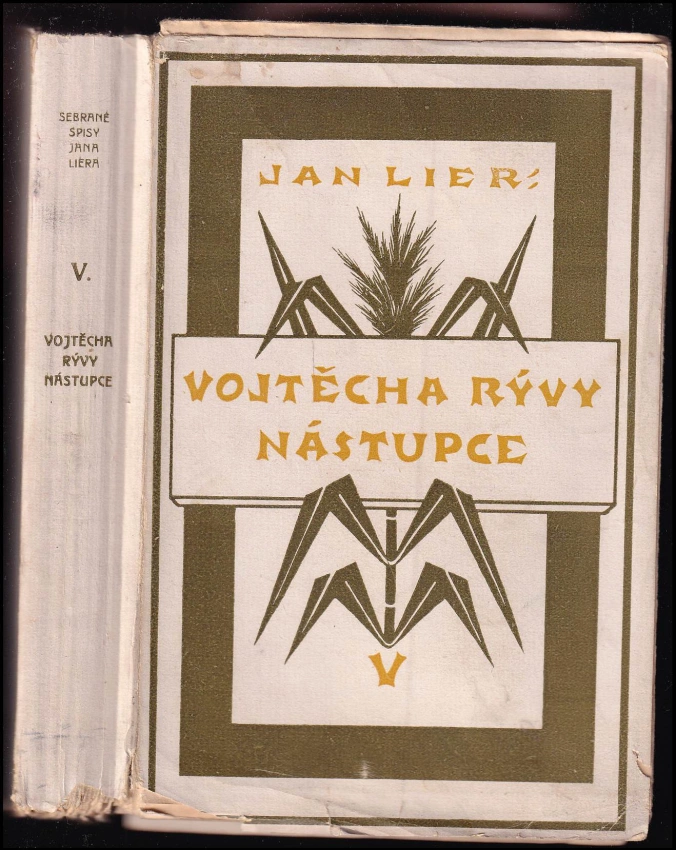 SEBRANÉ
SPISY
JANA
LIERA
V.
VOJTĚCHA
RÝVY
NÁSTUPCE
JAN LIER:
VOJTĚCHA RÝVY
NÁSTUPCE
V